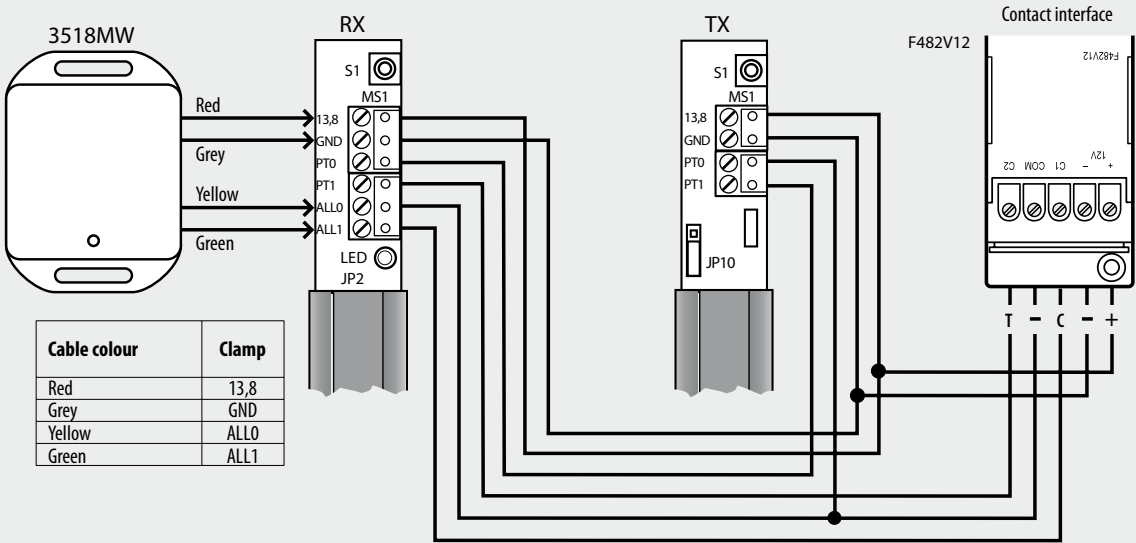 3518MW
Red
Grey
Yellow
Green
RX
S1
MS1
13,8
GND
PT0
PT1
ALL0
ALL1
LED
JP2
TX
S1
MS1
13,8
GND
PT0
PT1
JP10
Contact interface
F482V12
F482V12
12V
C2 COM C1 - +
T - C - +
Cable colour Clamp
Red 13,8
Grey GND
Yellow ALL0
Green ALL1